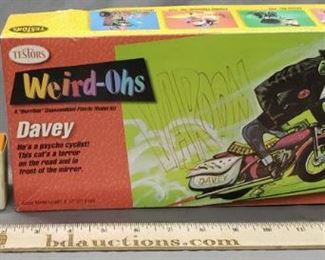 TESTORS
TESTORS
Weird-Ohs
Davey
He's a psycho cyclist!
This cat's a terror
on the road and in
front of the mirror.
VAROOM
DAVEY
bdauctions.com